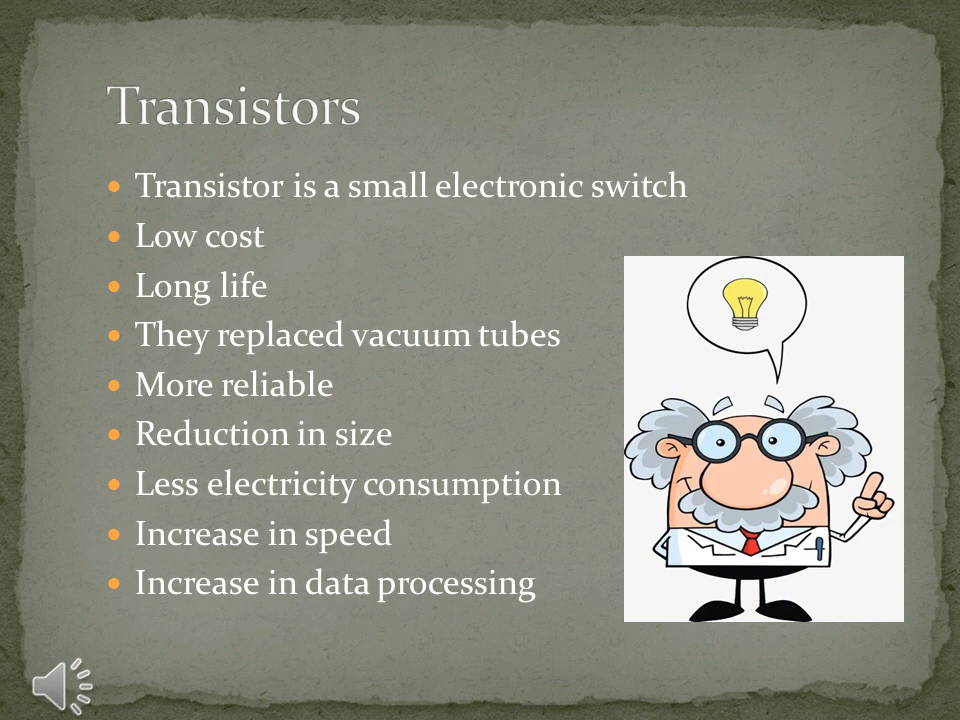 Transistors
Transistor is a small electronic switch
Low cost
Long life
They replaced vacuum tubes
More reliable
Reduction in size
Less electricity consumption
Increase in speed
Increase in data processing